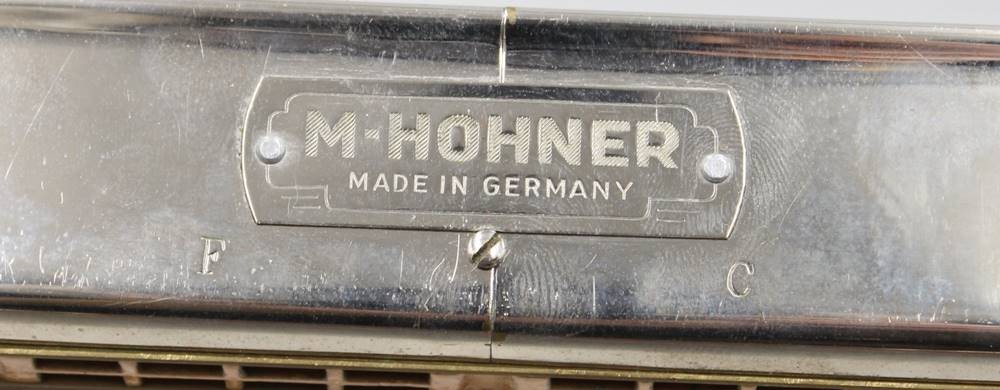 M-HOHNER
MADE IN GERMANY
F
C